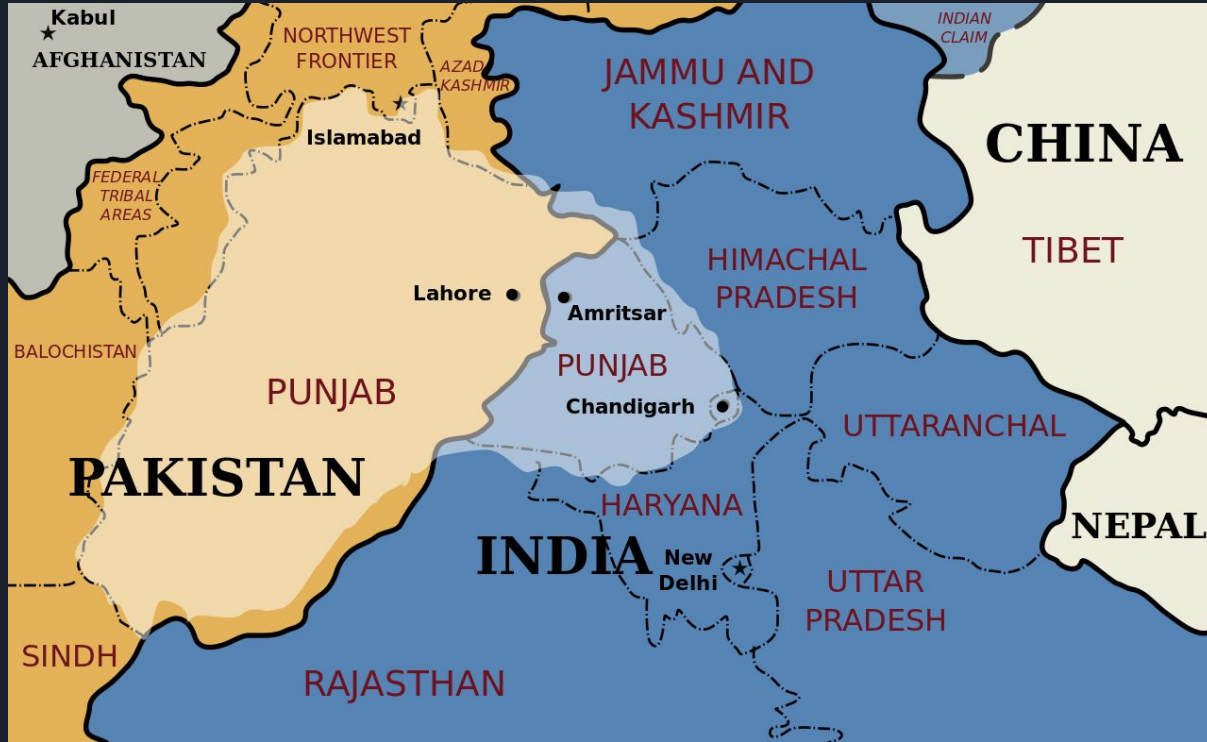 Kabul
AFGHANISTAN
NORTHWEST
FRONTIER
AZAD
KASHMIR
INDIAN
CLAIM
JAMMU AND
KASHMIR
CHINA
Islamabad
FEDERAL
TRIBAL
AREAS
TIBET
HIMACHAL
PRADESH
Lahore
Amritsar
BALOCHISTAN
PUNJAB
PUNJAB
Chandigarh
UTTARANCHAL
PAKISTAN
HARYANA
NEPAL
INDIA
New
Delhi
UTTAR
PRADESH
SINDH
RAJASTHAN